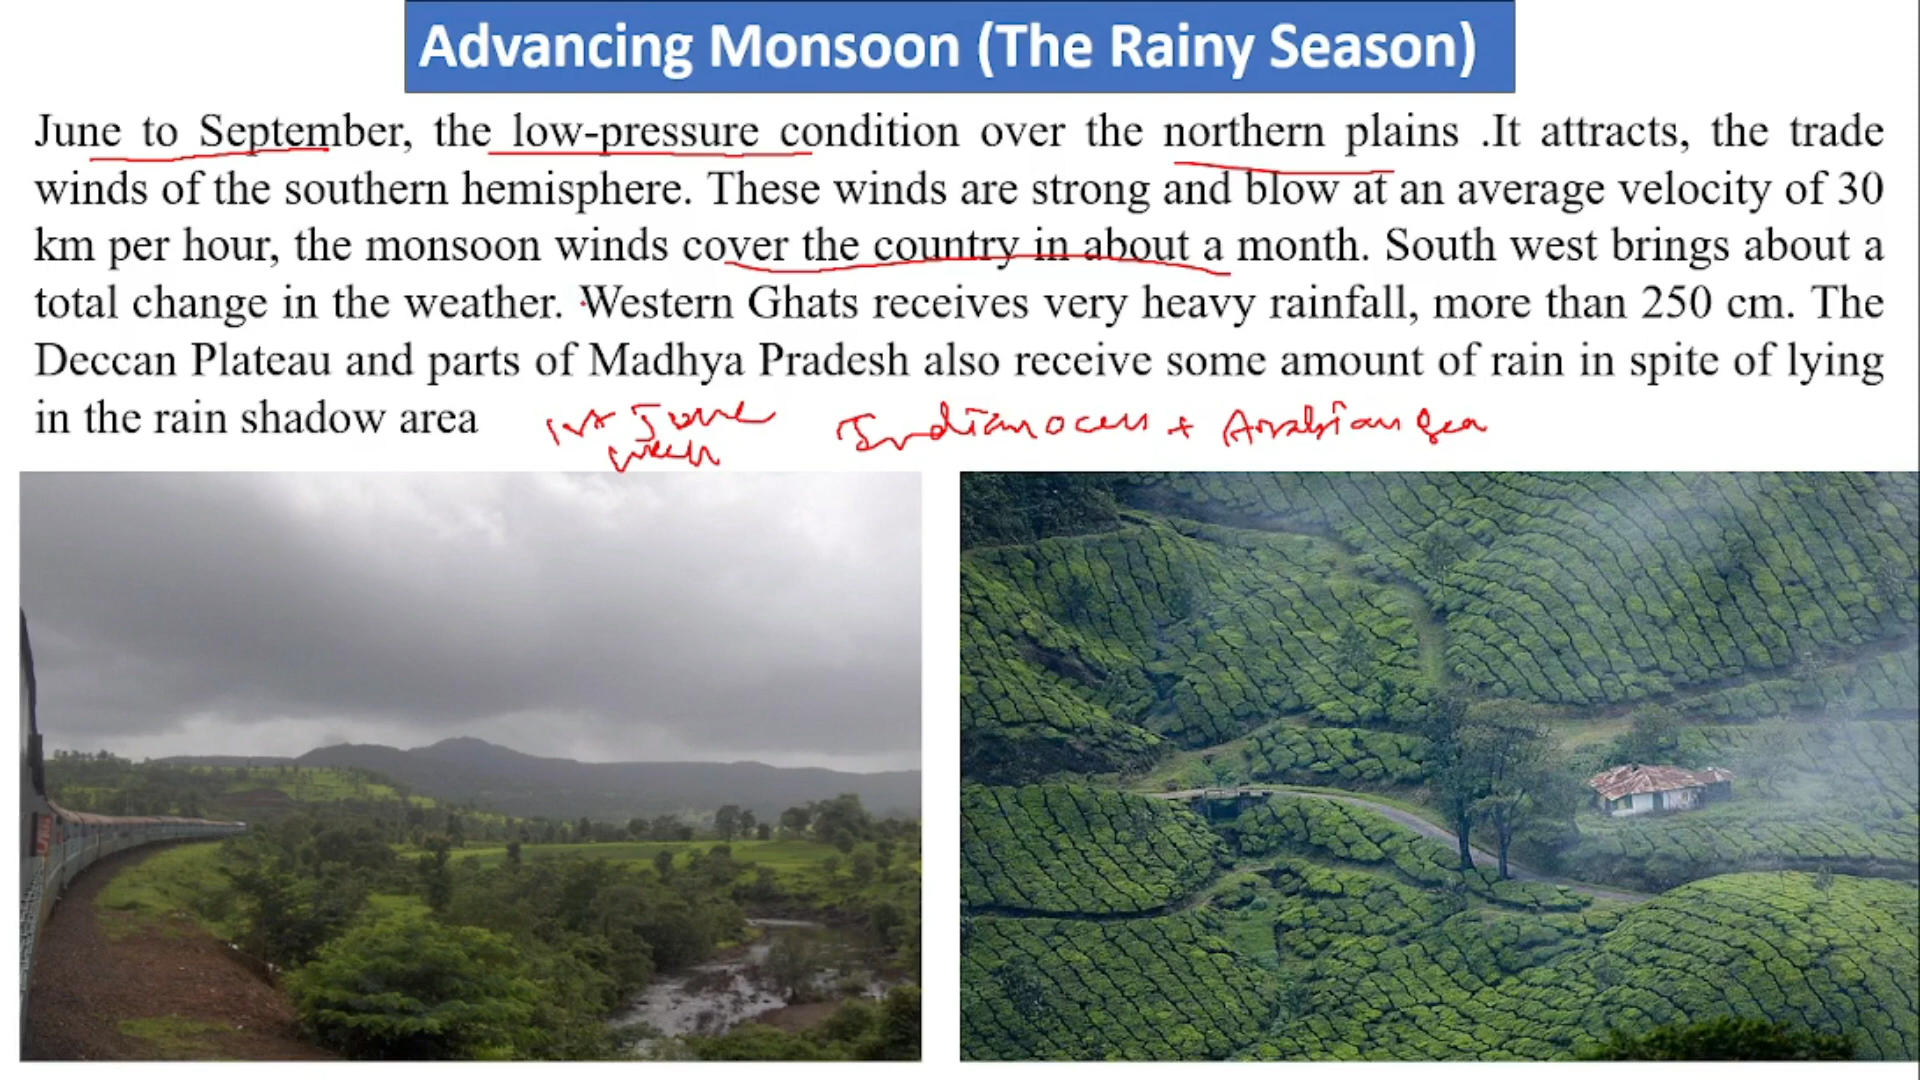 Advancing Monsoon (The Rainy Season)
June to September, the low-pressure condition over the northern plains .It attracts, the trade
winds of the southern hemisphere. These winds are strong and blow at an average velocity of 30
km per hour, the monsoon winds cover the country in about a month. South west brings about a
total change in the weather. Western Ghats receives very heavy rainfall, more than 250 cm. The
Deccan Plateau and parts of Madhya Pradesh also receive some amount of rain in spite of lying
in the rain shadow area
1st June Indian ocean + Arabian Sea
week